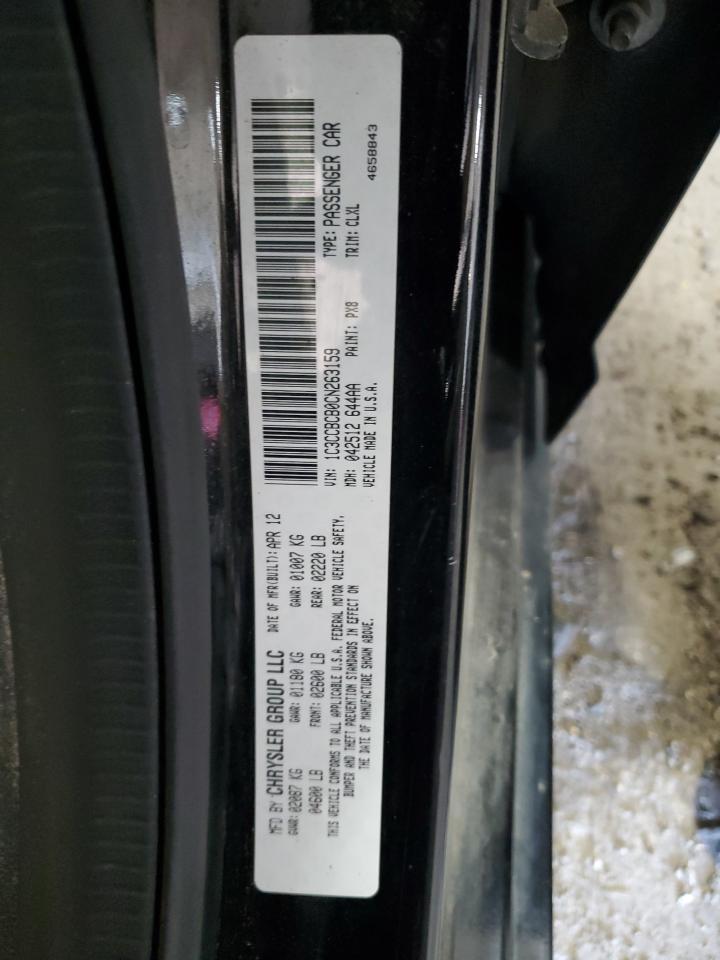 MFD BY CHRYSLER GROUP LLC DATE OF MFR(BUILT): APR 12
GVWR: 02087 KG GAWR: 01180 KG GAWR: 01007 KG
04600 LB FRONT: 02600 LB REAR: 02220 LB
THIS VEHICLE CONFORMS TO ALL APPLICABLE U.S.A. FEDERAL MOTOR VEHICLE SAFETY,
BUMPER AND THEFT PREVENTION STANDARDS IN EFFECT ON
THE DATE OF MANUFACTURE SHOWN ABOVE.
VIN: 1C3CCBCB0CN263159 TYPE: PASSENGER CAR
MDH: 042512 644AA PAINT: PX8 TRIM: CLXL
VEHICLE MADE IN U.S.A. 4658843